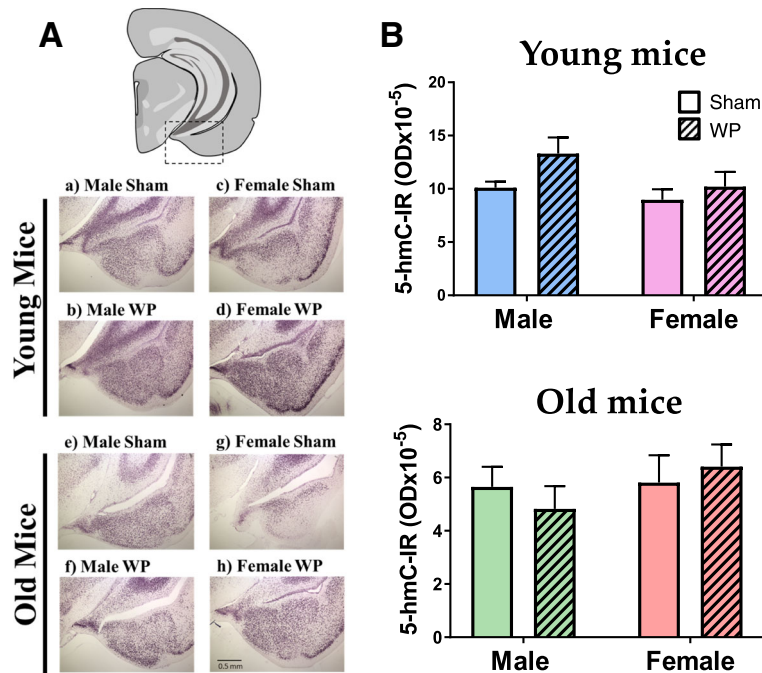 A
a) Male Sham
c) Female Sham
b) Male WP
d) Female WP
Young Mice
e) Male Sham
g) Female Sham
f) Male WP
h) Female WP
0.5 mm
Old Mice
B
Young mice
Sham
WP
5-hmC-IR (ODx10⁻⁵)
20
15
10
5
0
Male
Female
Old mice
5-hmC-IR (ODx10⁻⁵)
8
6
4
2
0
Male
Female